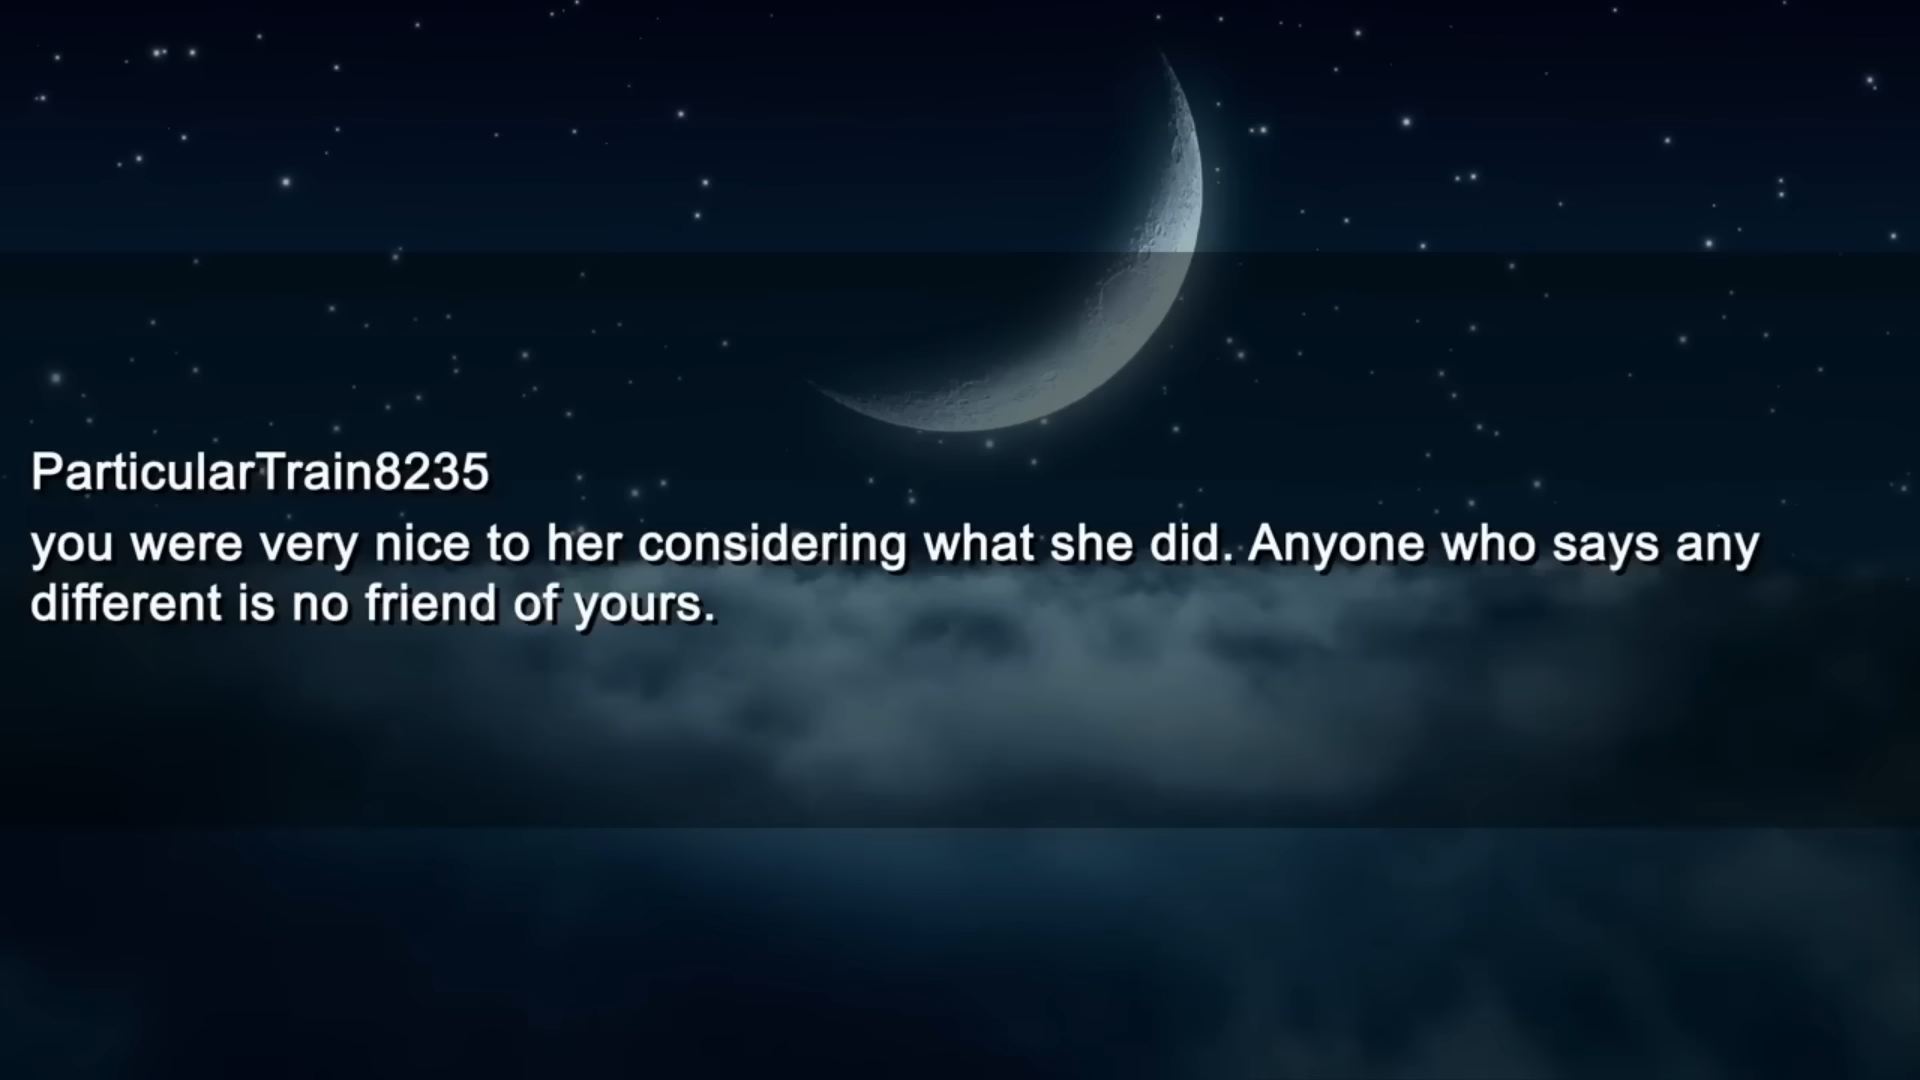 ParticularTrain8235
you were very nice to her considering what she did. Anyone who says any
different is no friend of yours.